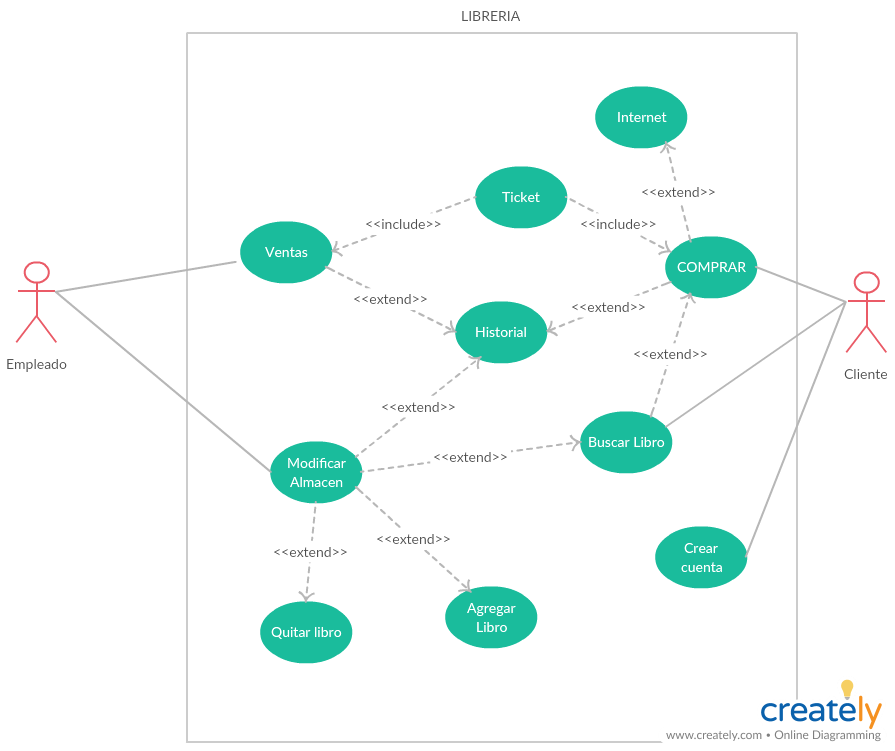 LIBRERIA
Internet
<<extend>>
Ticket
<<include>>
<<include>>
Ventas
COMPRAR
<<extend>>
<<extend>>
Historial
Empleado
Cliente
<<extend>>
<<extend>>
Buscar Libro
<<extend>>
Modificar
Almacen
<<extend>>
<<extend>>
Crear
cuenta
Quitar libro
Agregar
Libro
creately
www.creately.com • Online Diagramming